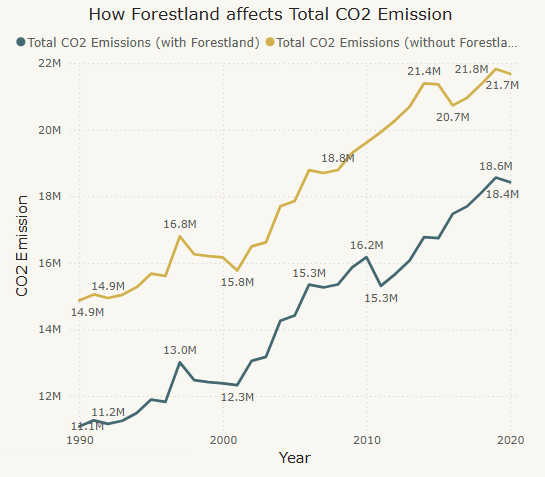 How Forestland affects Total CO2 Emission
Total CO2 Emissions (with Forestland) Total CO2 Emissions (without Forestla...
22M
20M
18M
16M
14M
12M
CO2 Emission
14.9M
14.9M
16.8M
15.8M
18.8M
21.4M
20.7M
21.8M
21.7M
11.1M
11.2M
13.0M
12.3M
15.3M
16.2M
15.3M
18.6M
18.4M
1990 2000 2010 2020
Year